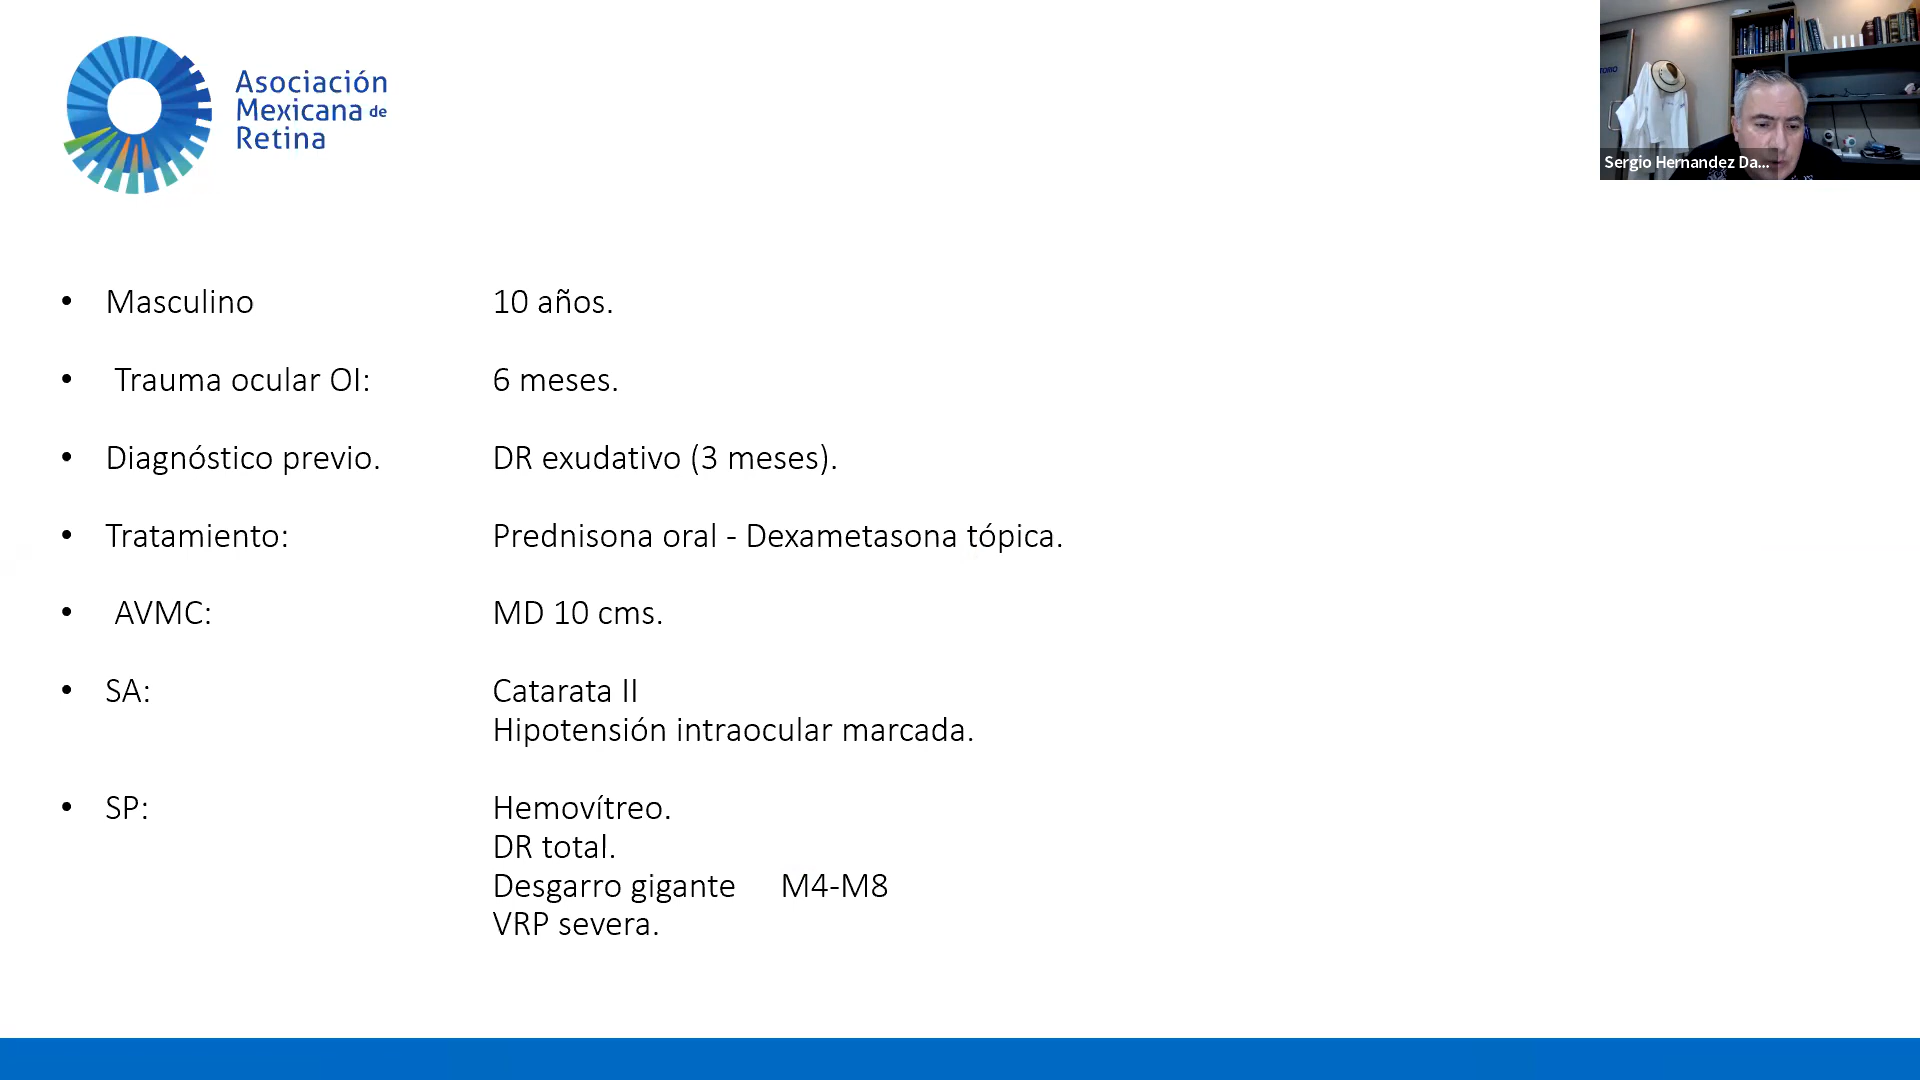 Asociación
Mexicana de
Retina
Sergio Hernandez Da...
• Masculino 10 años.
• Trauma ocular OI: 6 meses.
• Diagnóstico previo. DR exudativo (3 meses).
• Tratamiento: Prednisona oral - Dexametasona tópica.
• AVMC: MD 10 cms.
• SA: Catarata II
Hipotensión intraocular marcada.
• SP: Hemovítreo.
DR total.
Desgarro gigante M4-M8
VRP severa.